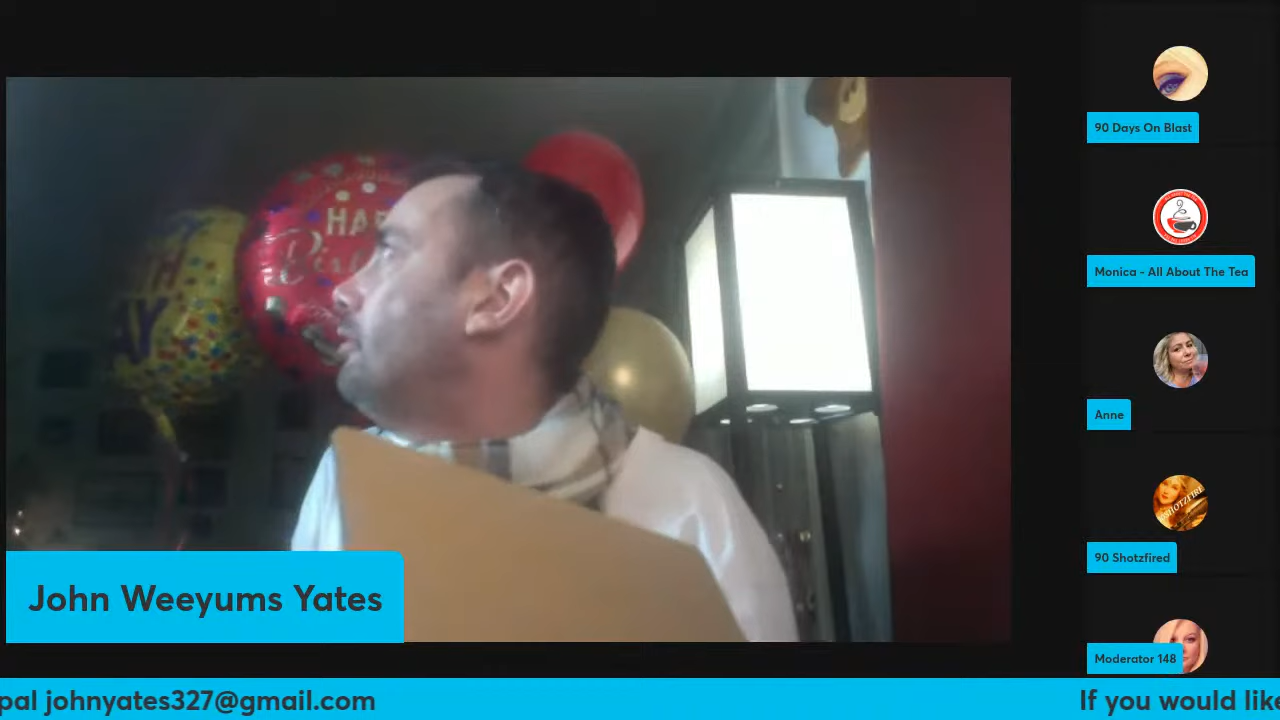 HAP
90 Days On Blast
Monica - All About The Tea
Anne
90 Shotzfired
Moderator 148
John Weeyums Yates
pal johnyates327@gmail.com
If you would like